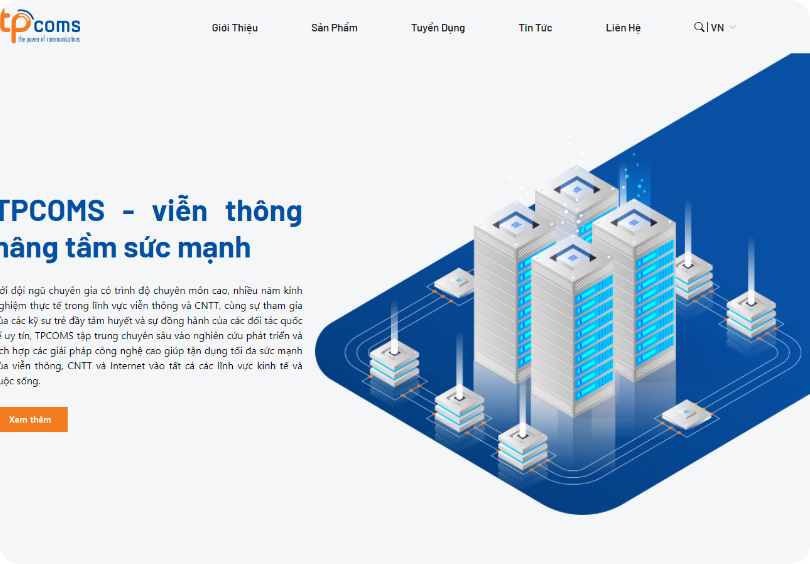 tpcoms
the power of communications
Giới Thiệu
Sản Phẩm
Tuyển Dụng
Tin Tức
Liên Hệ
| VN
TPCOMS - viễn thông
nâng tầm sức mạnh
ới đội ngũ chuyên gia có trình độ chuyên môn cao, nhiều năm kinh
ghiệm thực tế trong lĩnh vực viễn thông và CNTT, cùng sự tham gia
ủa các kỹ sư trẻ đầy tâm huyết và sự đồng hành của các đối tác quốc
ế uy tín, TPCOMS tập trung chuyên sâu vào nghiên cứu phát triển và
ch hợp các giải pháp công nghệ cao giúp tận dụng tối đa sức mạnh
ủa viễn thông, CNTT và Internet vào tất cả các lĩnh vực kinh tế và
uộc sống.
Xem thêm